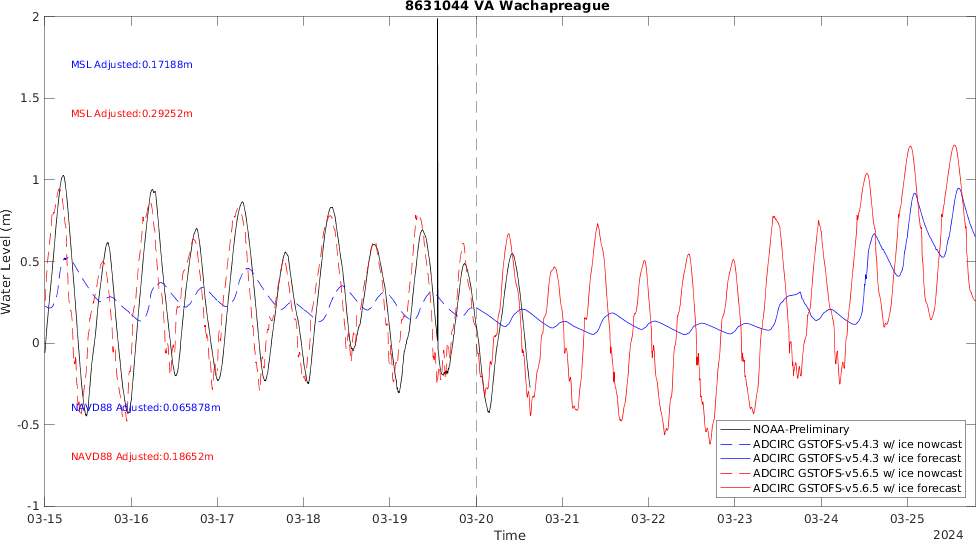 8631044 VA Wachapreague
2
1.5
1
0.5
0
-0.5
-1
Water Level (m)
MSL Adjusted:0.17188m
MSL Adjusted:0.29252m
NAVD88 Adjusted:0.065878m
NAVD88 Adjusted:0.18652m
NOAA-Preliminary
ADCIRC GSTOFS-v5.4.3 w/ ice nowcast
ADCIRC GSTOFS-v5.4.3 w/ ice forecast
ADCIRC GSTOFS-v5.6.5 w/ ice nowcast
ADCIRC GSTOFS-v5.6.5 w/ ice forecast
03-15 03-16 03-17 03-18 03-19 03-20 03-21 03-22 03-23 03-24 03-25
Time
2024